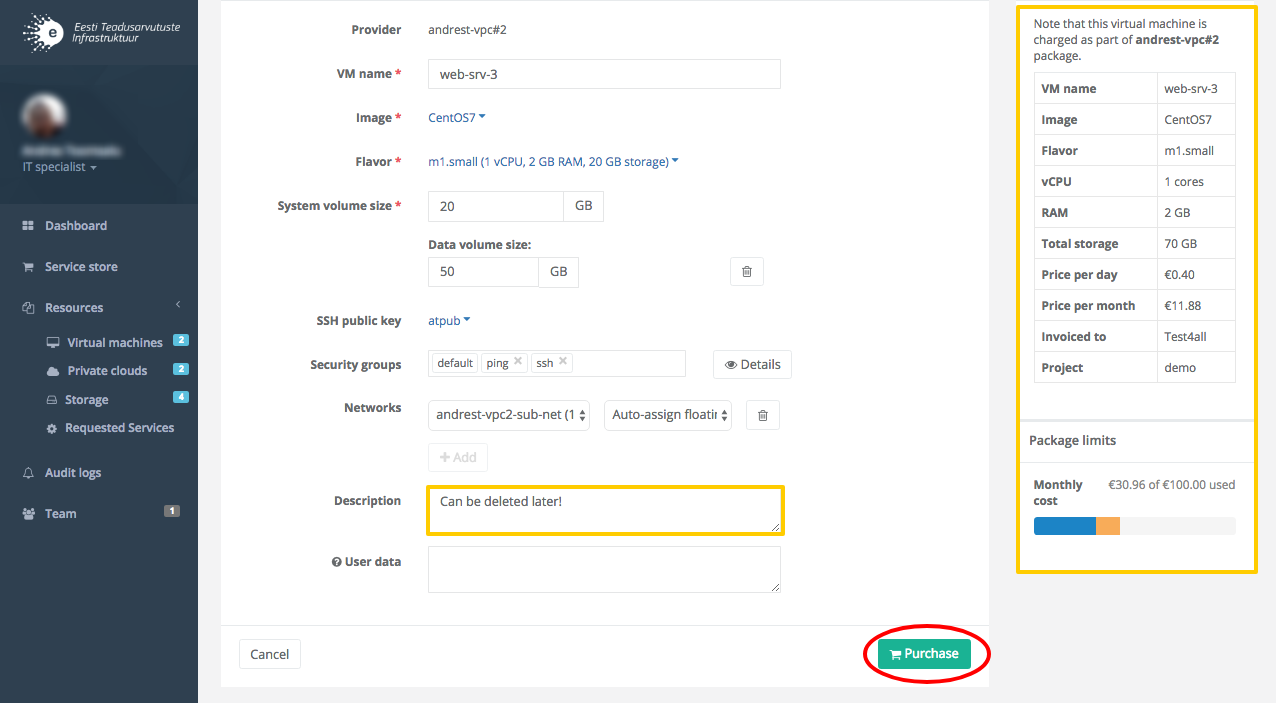 Eesti Teadusarvutuste
Infrastruktuur
IT specialist
Dashboard
Service store
Resources
Virtual machines 2
Private clouds 2
Storage 4
Requested Services
Audit logs
Team 1
Provider andrest-vpc#2
VM name * web-srv-3
Image * CentOS7
Flavor * m1.small (1 vCPU, 2 GB RAM, 20 GB storage)
System volume size * 20 GB
Data volume size:
50 GB
SSH public key atpub
Security groups default ping × ssh × Details
Networks andrest-vpc2-sub-net (1 Auto-assign floatin
+ Add
Description Can be deleted later!
User data
Cancel Purchase
Note that this virtual machine is
charged as part of andrest-vpc#2
package.
VM name web-srv-3
Image CentOS7
Flavor m1.small
vCPU 1 cores
RAM 2 GB
Total storage 70 GB
Price per day €0.40
Price per month €11.88
Invoiced to Test4all
Project demo
Package limits
Monthly €30.96 of €100.00 used
cost